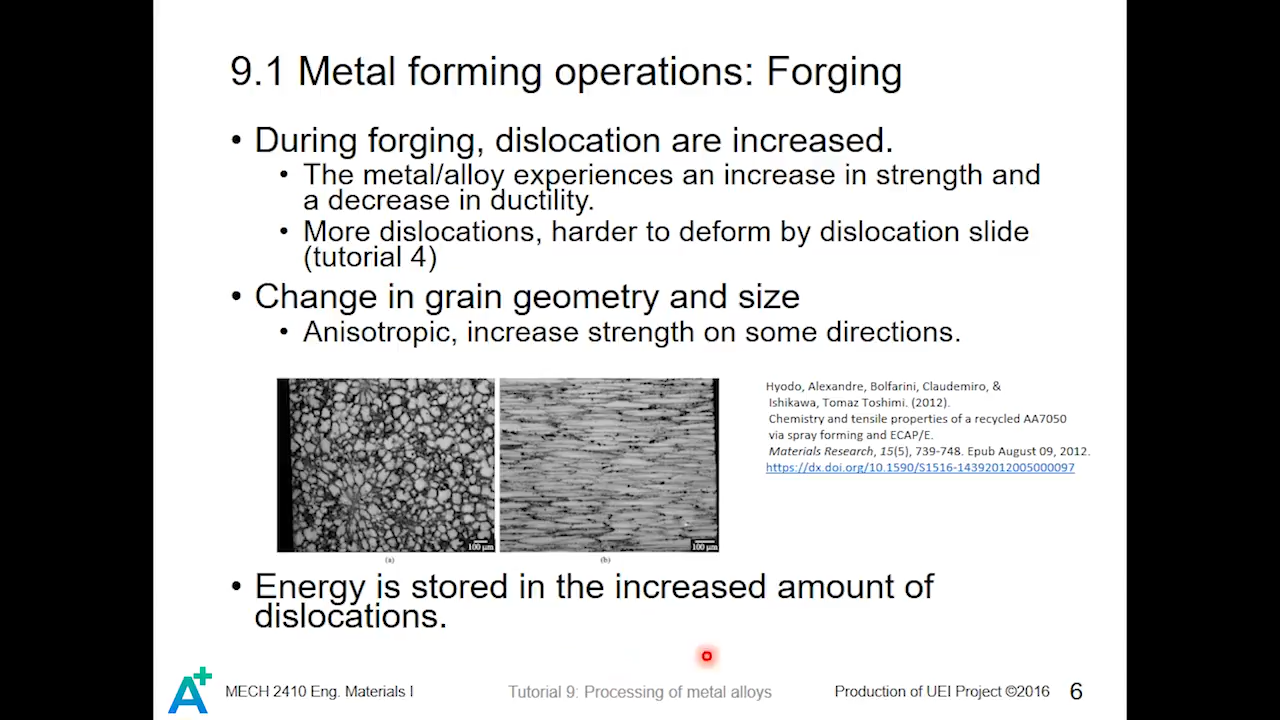 9.1 Metal forming operations: Forging
• During forging, dislocation are increased.
• The metal/alloy experiences an increase in strength and
a decrease in ductility.
• More dislocations, harder to deform by dislocation slide
(tutorial 4)
• Change in grain geometry and size
• Anisotropic, increase strength on some directions.
100 μm
100 μm
(a)
(b)
Hyodo, Alexandre, Bolfarini, Claudemiro, &
Ishikawa, Tomaz Toshimi. (2012).
Chemistry and tensile properties of a recycled AA7050
via spray forming and ECAP/E.
Materials Research, 15(5), 739-748. Epub August 09, 2012.
https://dx.doi.org/10.1590/S1516-14392012005000097
• Energy is stored in the increased amount of
dislocations.
A+
MECH 2410 Eng. Materials I
Tutorial 9: Processing of metal alloys
Production of UEI Project ©2016
6